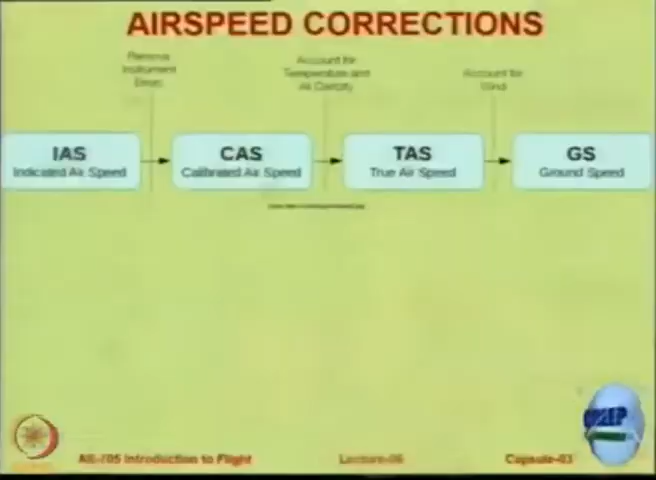 AIRSPEED CORRECTIONS
Remove
Instrument
Errors
Account for
Temperature and
Air Density
Account for
Wind
IAS
Indicated Air Speed
CAS
Calibrated Air Speed
TAS
True Air Speed
GS
Ground Speed
AE-705 Introduction to Flight
Lecture-06
Capsule-03